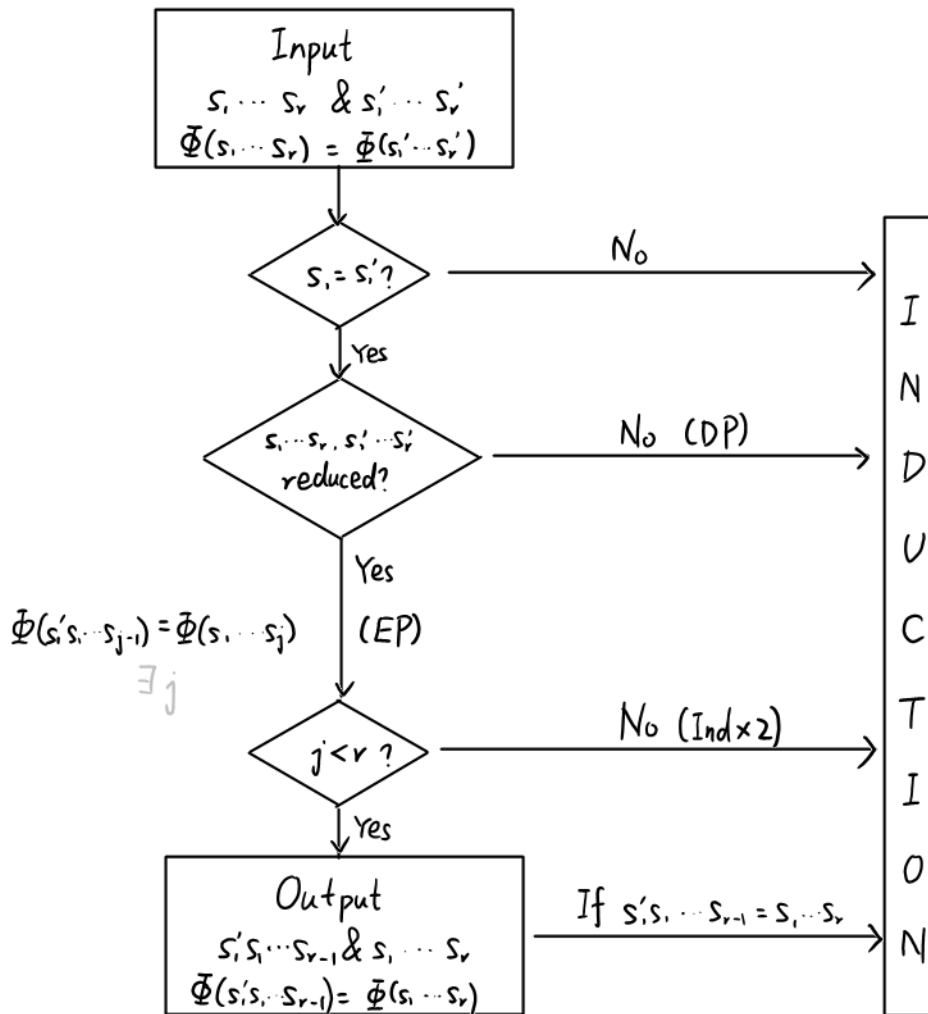 Input
s₁ ⋯ sᵣ & s₁' ⋯ sᵣ'
Φ(s₁ ⋯ sᵣ) = Φ(s₁' ⋯ sᵣ')
s₁ = s₁' ?
No
Yes
s₁ ⋯ sᵣ, s₁' ⋯ sᵣ'
reduced?
No (DP)
Yes
Φ(s₁'s₁ ⋯ sⱼ₋₁) = Φ(s₁ ⋯ sⱼ)
(EP)
∃j
j < r ?
No (Ind×2)
Yes
Output
s₁'s₁ ⋯ sᵣ₋₁ & s₁ ⋯ sᵣ
Φ(s₁'s₁ ⋯ sᵣ₋₁) = Φ(s₁ ⋯ sᵣ)
If s₁'s₁ ⋯ sᵣ₋₁ = s₁ ⋯ sᵣ
I
N
D
U
C
T
I
O
N